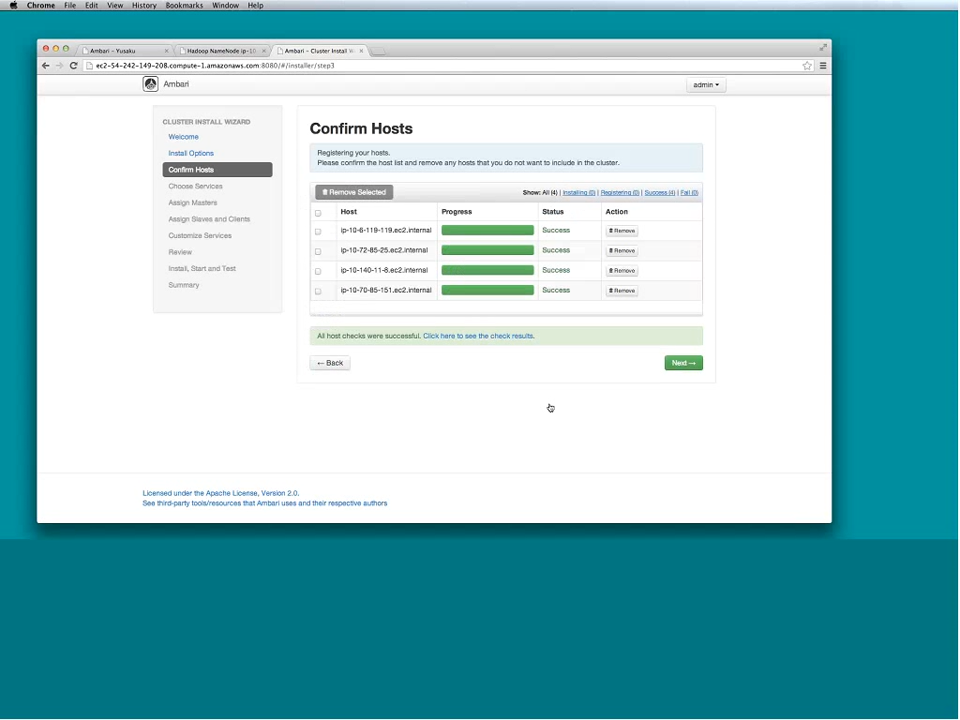 Chrome File Edit View History Bookmarks Window Help
Ambari - Yusaku
Hadoop NameNode ip-10
Ambari - Cluster Install W
ec2-54-242-149-208.compute-1.amazonaws.com:8080/#/installer/step3
Ambari
admin
CLUSTER INSTALL WIZARD
Welcome
Install Options
Confirm Hosts
Choose Services
Assign Masters
Assign Slaves and Clients
Customize Services
Review
Install, Start and Test
Summary
Confirm Hosts
Registering your hosts.
Please confirm the host list and remove any hosts that you do not want to include in the cluster.
Remove Selected
Show: All (4) | Installing (0) | Registering (0) | Success (4) | Fail (0)
Host Progress Status Action
ip-10-6-119-119.ec2.internal Success Remove
ip-10-72-85-25.ec2.internal Success Remove
ip-10-140-11-8.ec2.internal Success Remove
ip-10-70-85-151.ec2.internal Success Remove
All host checks were successful. Click here to see the check results.
← Back
Next →
Licensed under the Apache License, Version 2.0.
See third-party tools/resources that Ambari uses and their respective authors